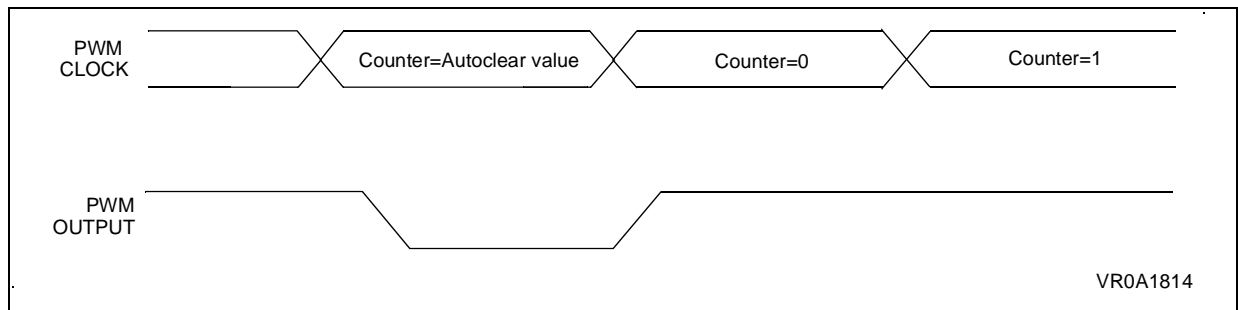 PWM
CLOCK
Counter=Autoclear value
Counter=0
Counter=1
PWM
OUTPUT
VR0A1814